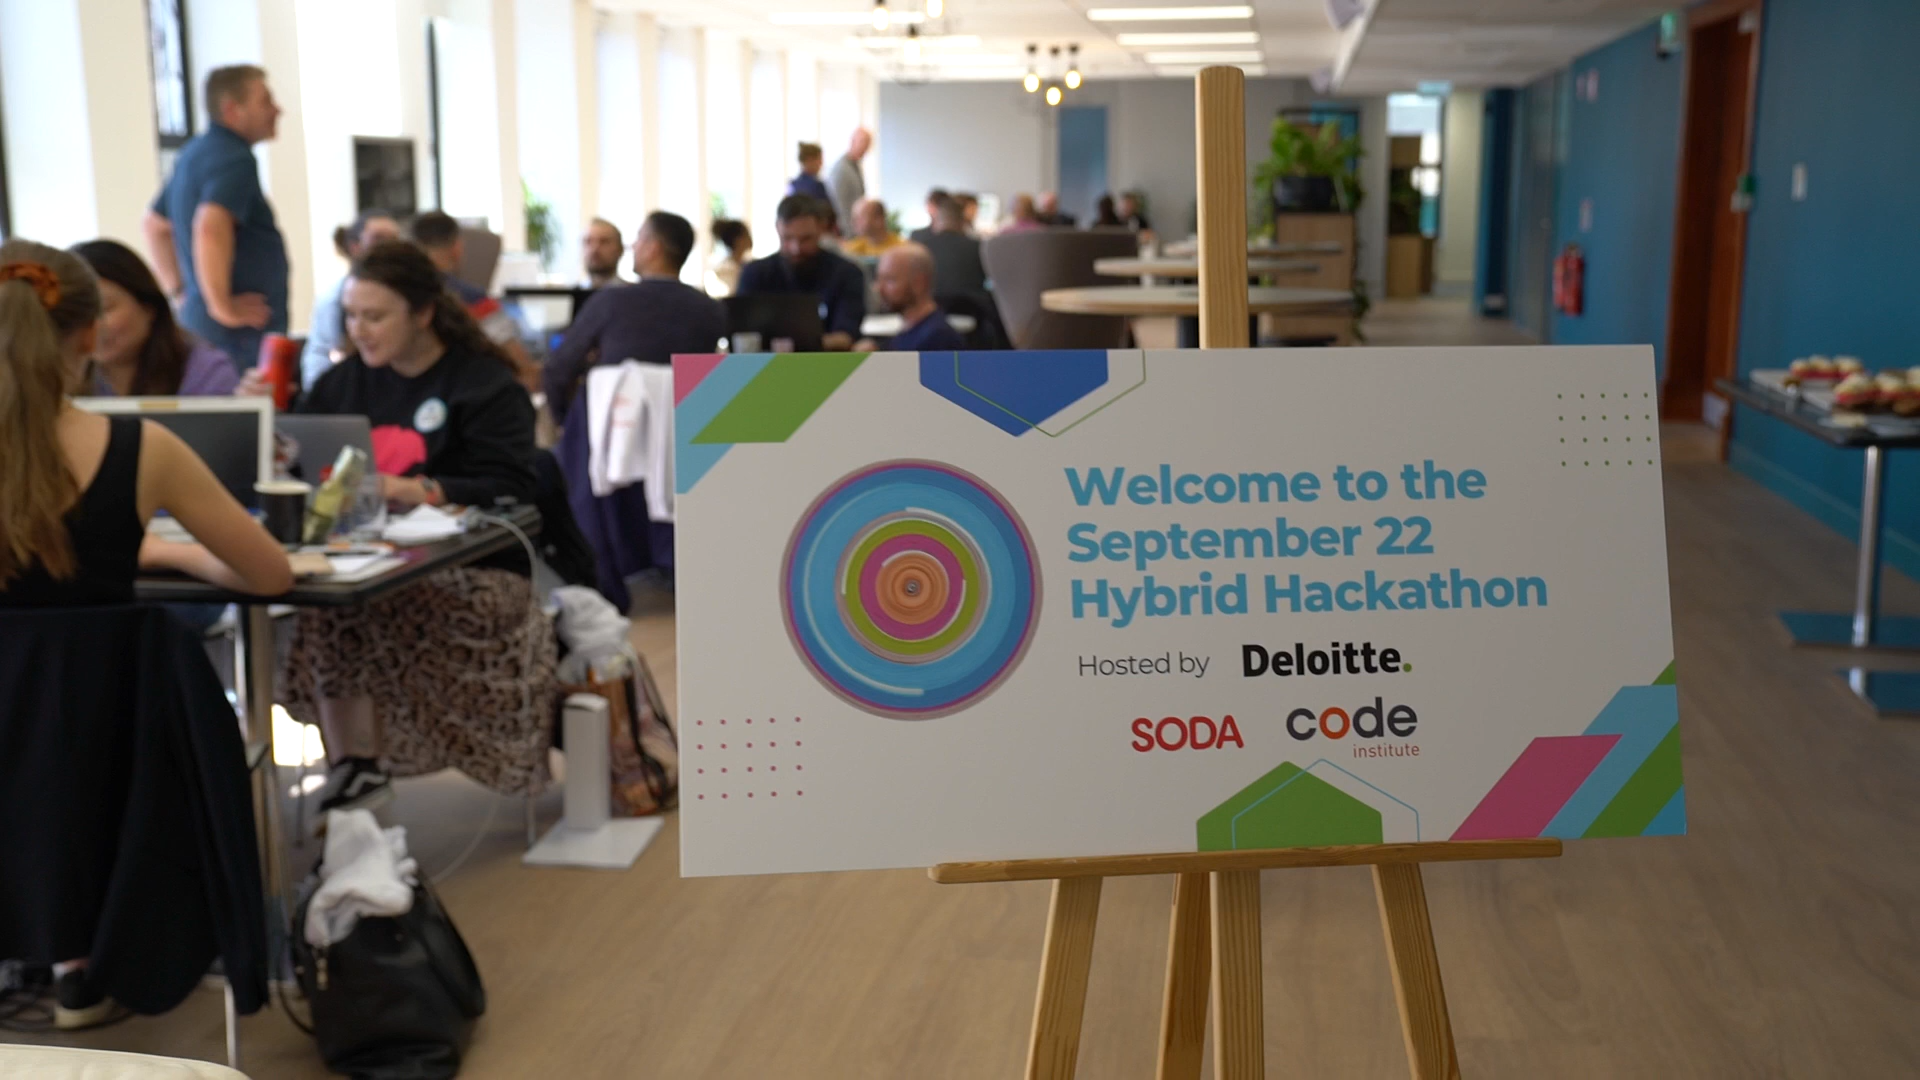 Welcome to the
September 22
Hybrid Hackathon
Hosted by Deloitte.
SODA code
institute